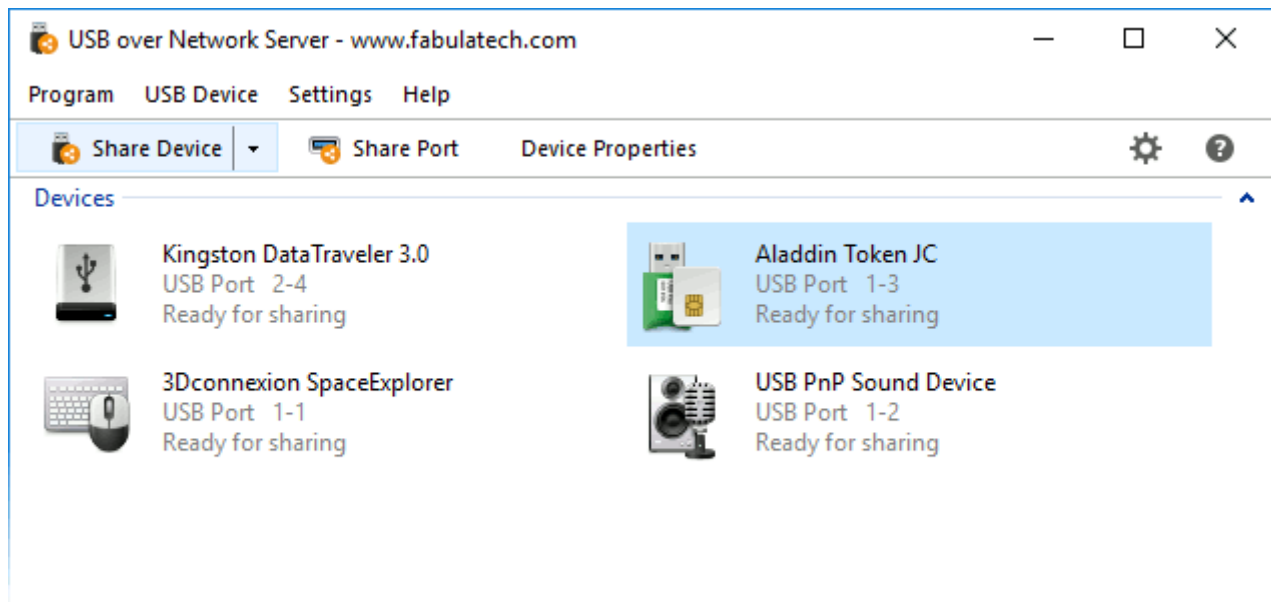 USB over Network Server - www.fabulatech.com
Program USB Device Settings Help
Share Device Share Port Device Properties
Devices
Kingston DataTraveler 3.0
USB Port 2-4
Ready for sharing
Aladdin Token JC
USB Port 1-3
Ready for sharing
3Dconnexion SpaceExplorer
USB Port 1-1
Ready for sharing
USB PnP Sound Device
USB Port 1-2
Ready for sharing